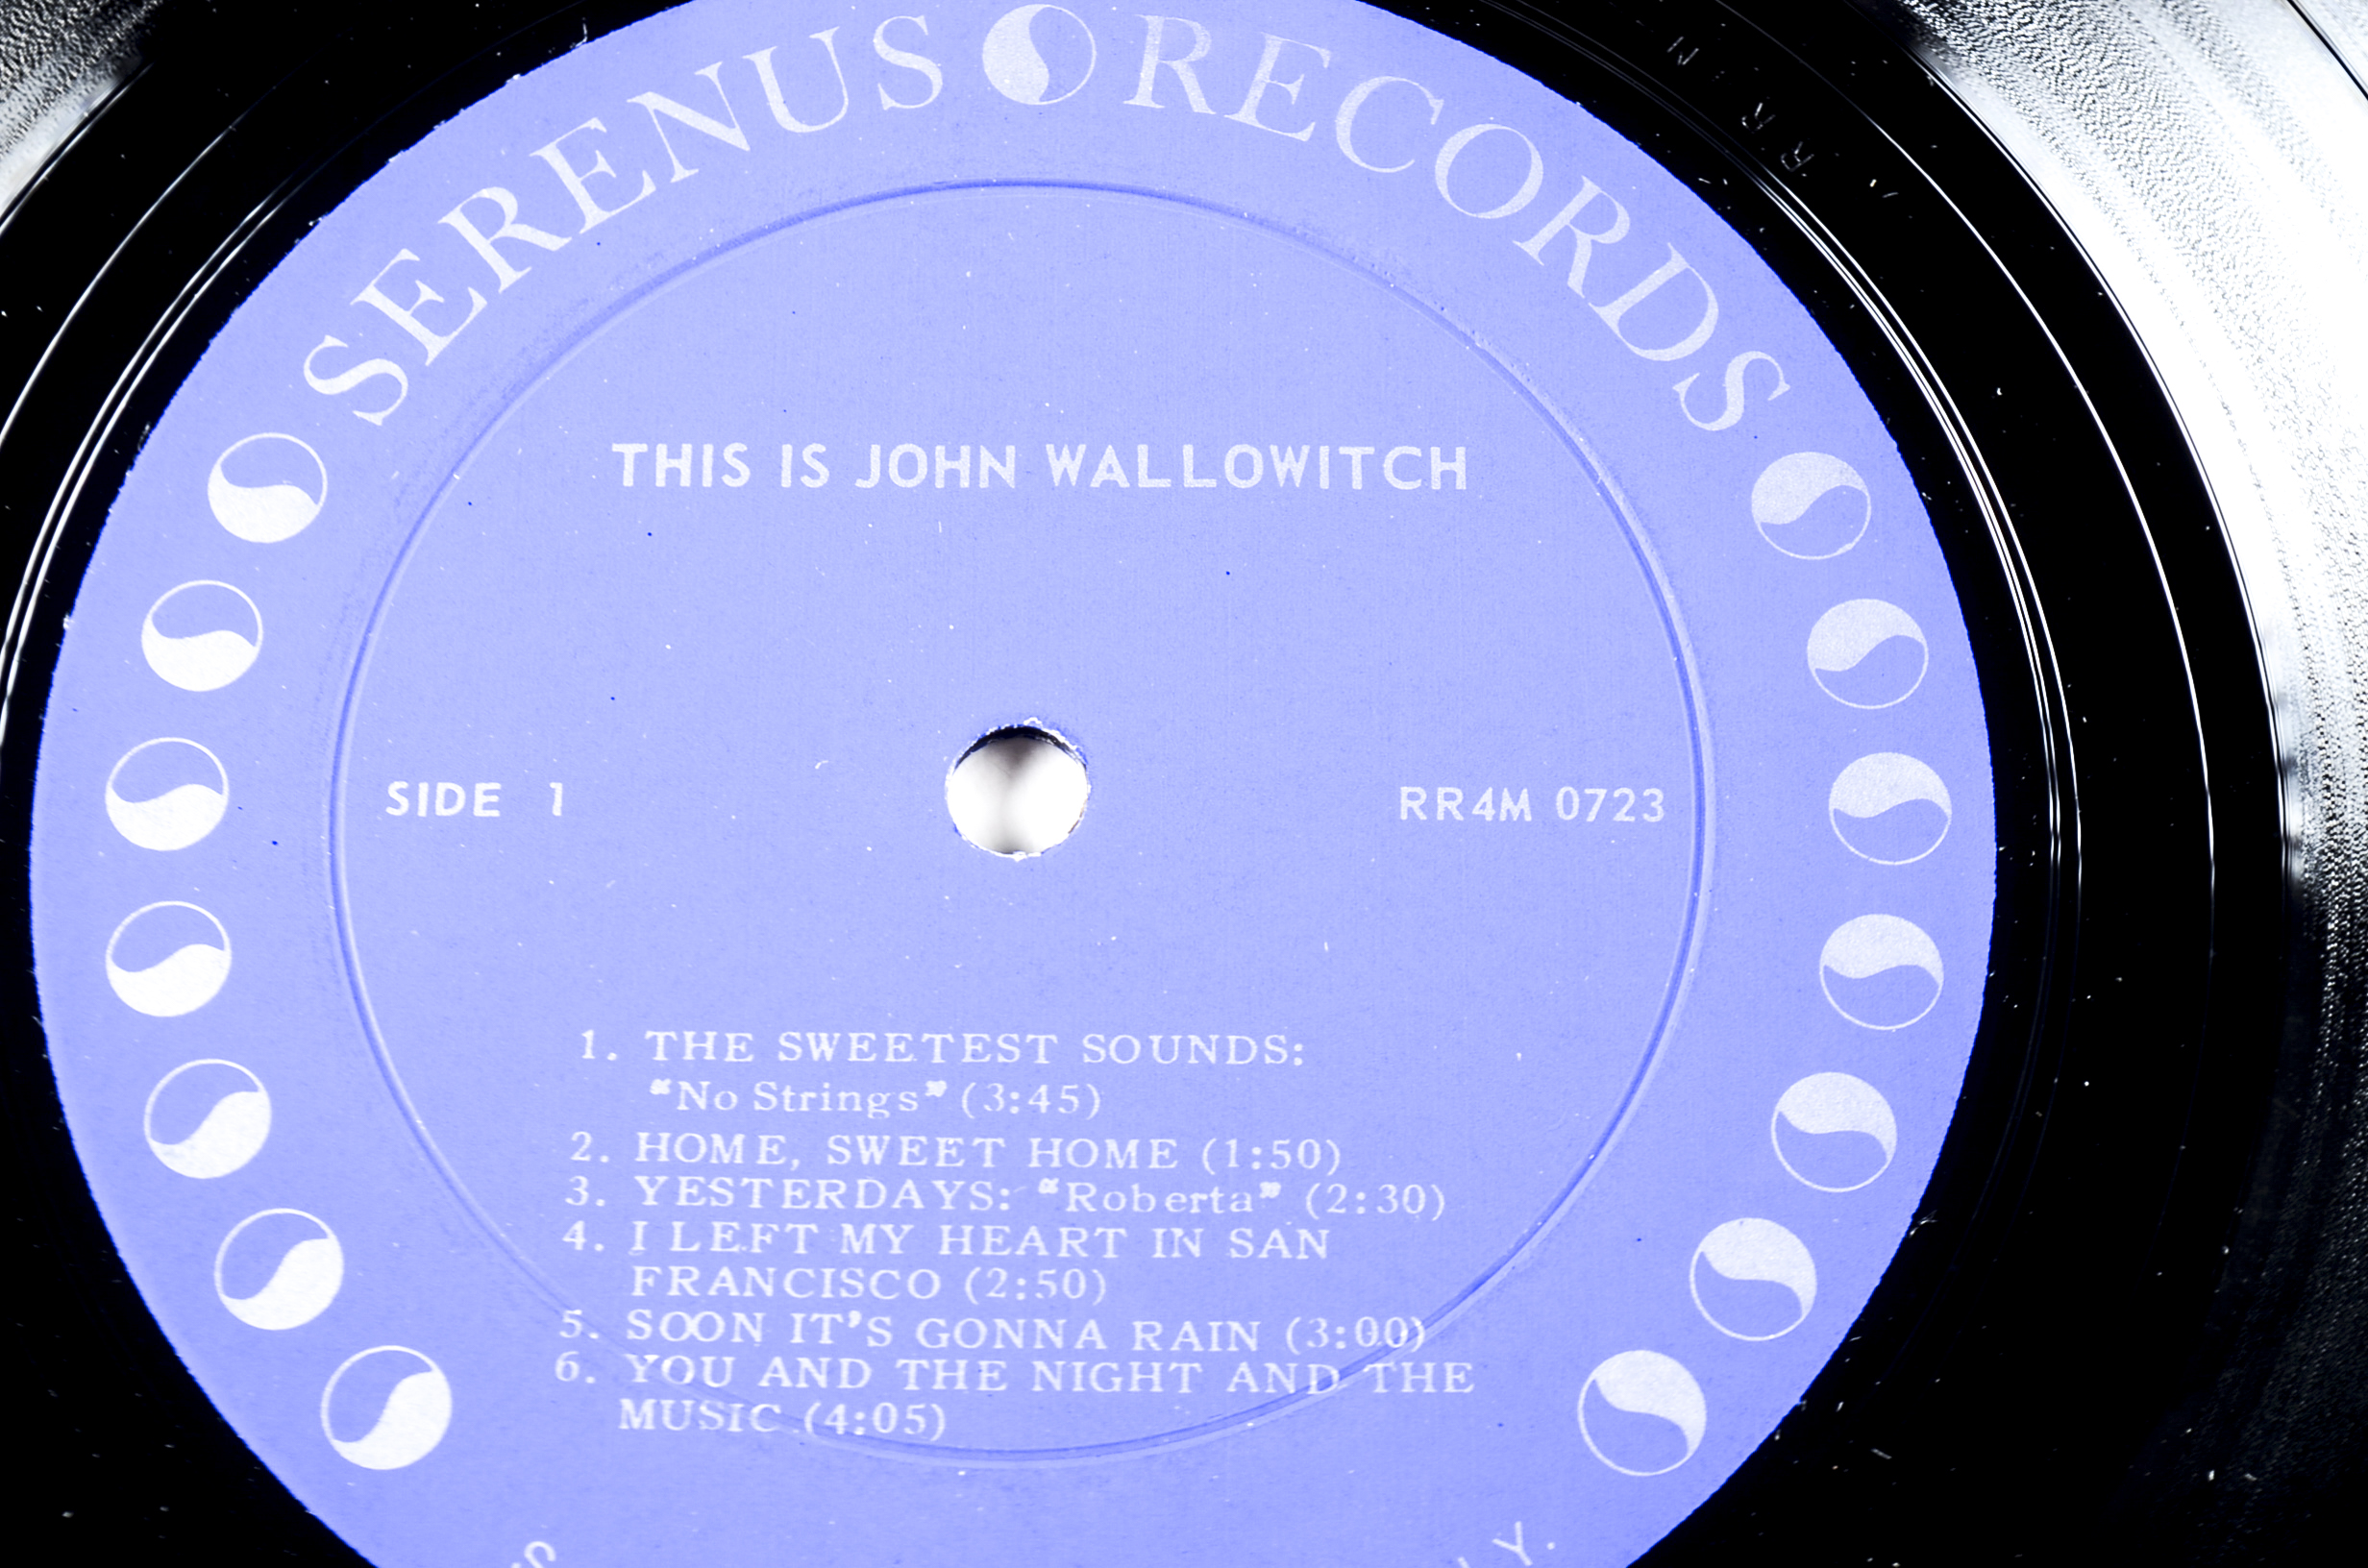 SERENUS RECORDS
THIS IS JOHN WALLOWITCH
SIDE 1
RR4M 0723
1. THE SWEETEST SOUNDS:
"No Strings" (3:45)
2. HOME, SWEET HOME (1:50)
3. YESTERDAYS: "Roberta" (2:30)
4. I LEFT MY HEART IN SAN
FRANCISCO (2:50)
5. SOON IT'S GONNA RAIN (3:00)
6. YOU AND THE NIGHT AND THE
MUSIC (4:05)